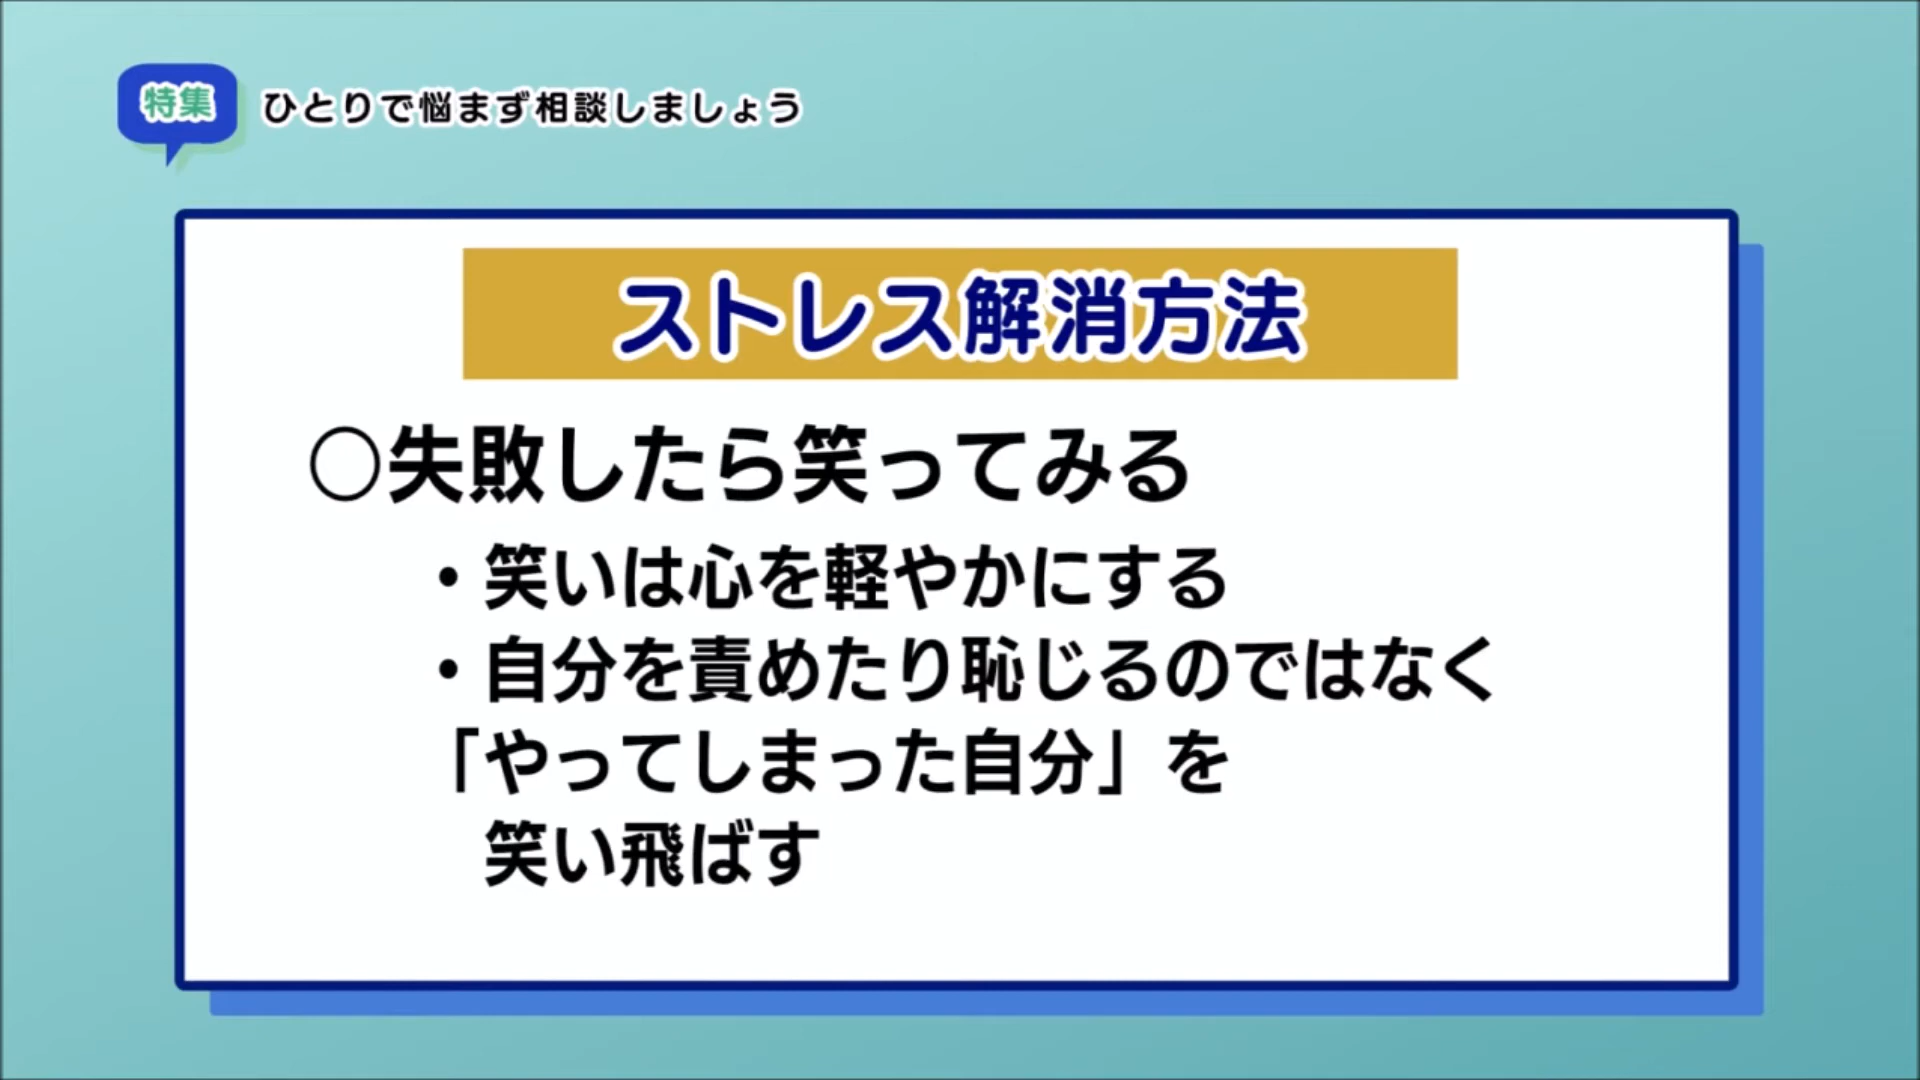 特集 ひとりで悩まず相談しましょう
ストレス解消方法
○失敗したら笑ってみる
・笑いは心を軽やかにする
・自分を責めたり恥じるのではなく
「やってしまった自分」を
笑い飛ばす